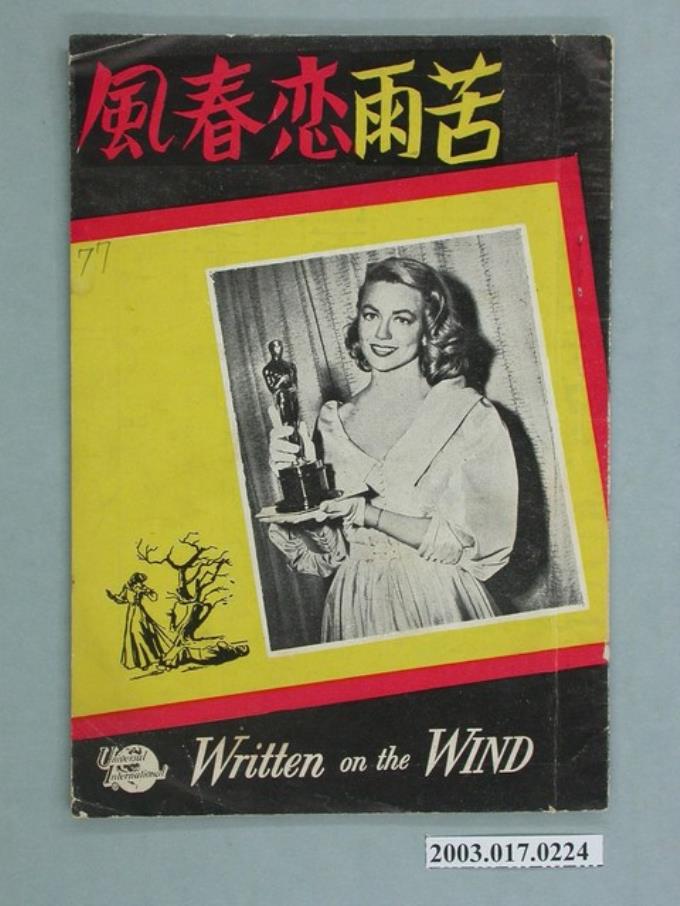 苦雨恋春風
77
Universal
International
Written on the WIND
2003.017.0224